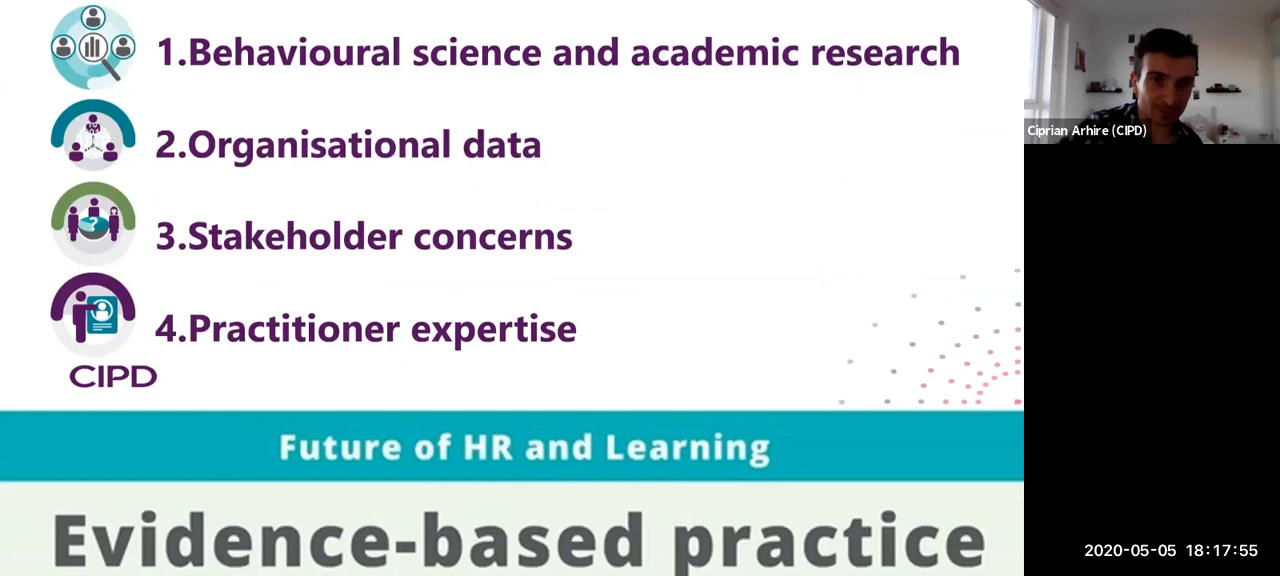 1.Behavioural science and academic research
2.Organisational data
3.Stakeholder concerns
?
4.Practitioner expertise
CIPD
Future of HR and Learning
Evidence-based practice
Ciprian Arhire (CIPD)
2020-05-05 18:17:55